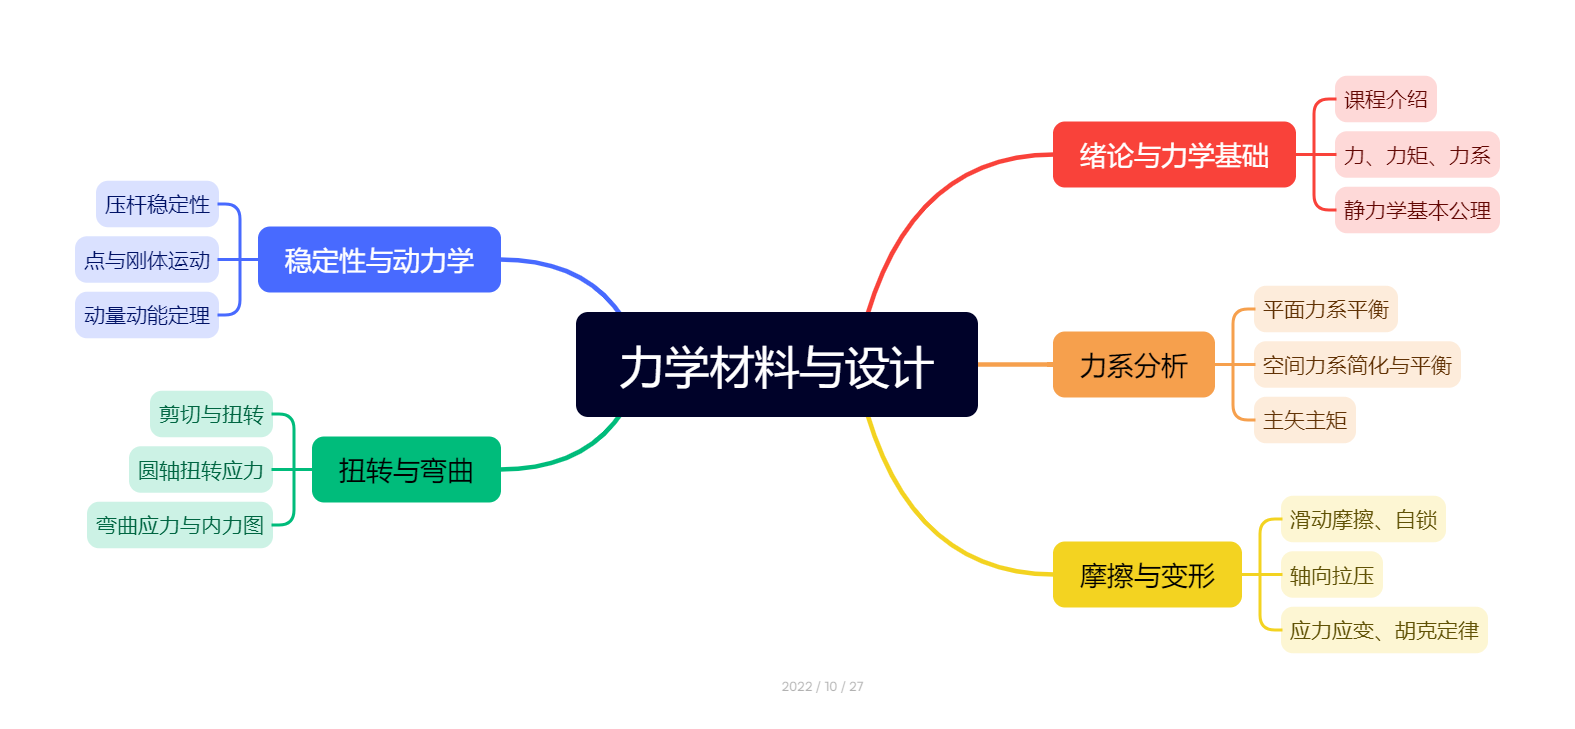 力学材料与设计
绪论与力学基础
课程介绍
力、力矩、力系
静力学基本公理
力系分析
平面力系平衡
空间力系简化与平衡
主矢主矩
摩擦与变形
滑动摩擦、自锁
轴向拉压
应力应变、胡克定律
稳定性与动力学
压杆稳定性
点与刚体运动
动量动能定理
扭转与弯曲
剪切与扭转
圆轴扭转应力
弯曲应力与内力图
2022 / 10 / 27